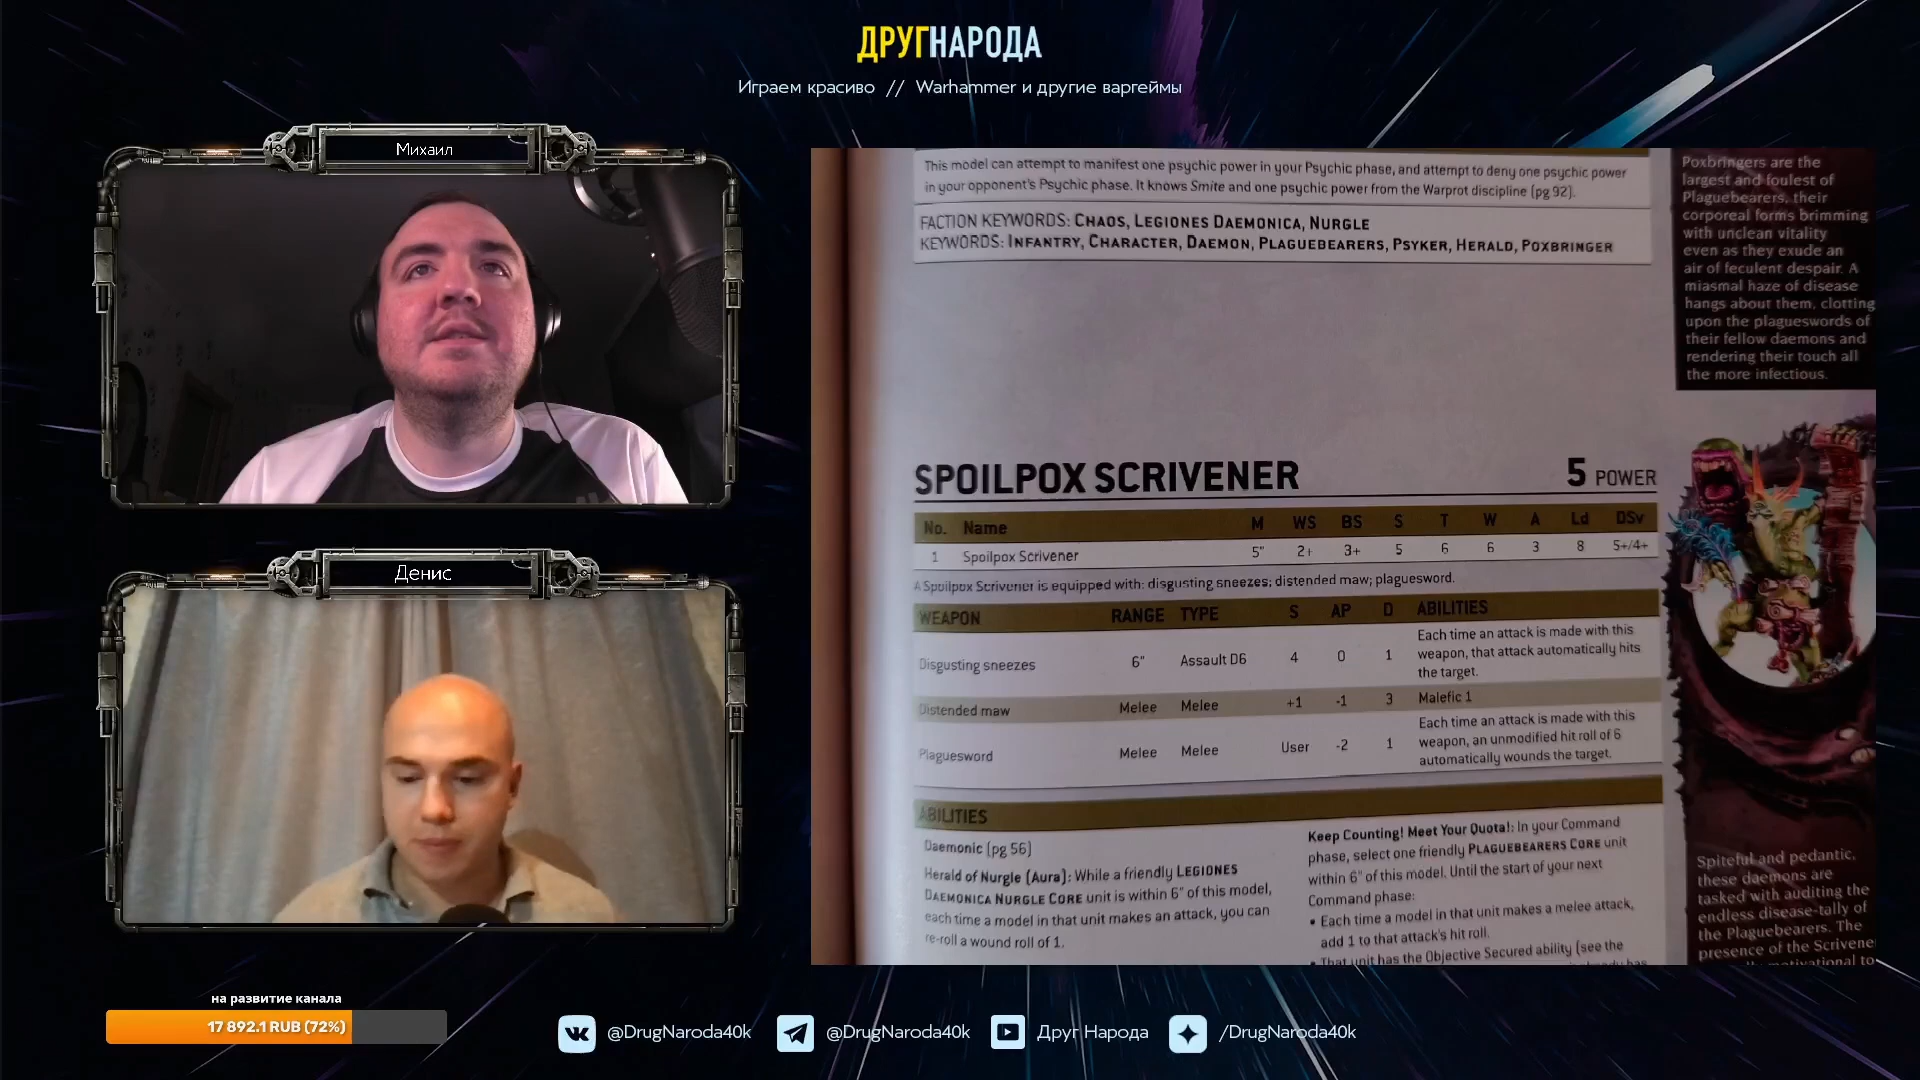 ДРУГНАРОДА
Играем красиво // Warhammer и другие варгеймы
Михаил
Денис
This model can attempt to manifest one psychic power in your Psychic phase, and attempt to deny one psychic power
in your opponent's Psychic phase. It knows Smite and one psychic power from the Warprot discipline (pg 92).
FACTION KEYWORDS: CHAOS, LEGIONES DAEMONICA, NURGLE
KEYWORDS: INFANTRY, CHARACTER, DAEMON, PLAGUEBEARERS, PSYKER, HERALD, POXBRINGER
SPOILPOX SCRIVENER 5 POWER
No. Name M WS BS S T W A Ld DSv
1 Spoilpox Scrivener 5" 2+ 3+ 5 6 6 3 8 5+/4+
A Spoilpox Scrivener is equipped with: disgusting sneezes; distended maw; plaguesword.
WEAPON RANGE TYPE S AP D ABILITIES
Disgusting sneezes 6" Assault D6 4 0 1 Each time an attack is made with this
weapon, that attack automatically hits
the target.
Distended maw Melee Melee +1 -1 3 Malefic 1
Plaguesword Melee Melee User -2 1 Each time an attack is made with this
weapon, an unmodified hit roll of 6
automatically wounds the target.
ABILITIES
Daemonic (pg 56)
Herald of Nurgle (Aura): While a friendly LEGIONES
DAEMONICA NURGLE CORE unit is within 6" of this model,
each time a model in that unit makes an attack, you can
re-roll a wound roll of 1.
Keep Counting! Meet Your Quota!: In your Command
phase, select one friendly PLAGUEBEARERS CORE unit
within 6" of this model. Until the start of your next
Command phase:
• Each time a model in that unit makes a melee attack,
add 1 to that attack's hit roll.
• That unit has the Objective Secured ability (see the
Poxbringers are the
largest and foulest of
Plaguebearers, their
corporeal forms brimming
with unclean vitality
even as they exude an
air of feculent despair. A
miasmal haze of disease
hangs about them, clotting
upon the plagueswords of
their fellow daemons and
rendering their touch all
the more infectious.
Spiteful and pedantic,
these daemons are
tasked with auditing the
endless disease-tally of
the Plaguebearers. The
presence of the Scrivene
motivational to
на развитие канала
17 892.1 RUB (72%)
@DrugNaroda40k @DrugNaroda40k Друг Народа /DrugNaroda40k